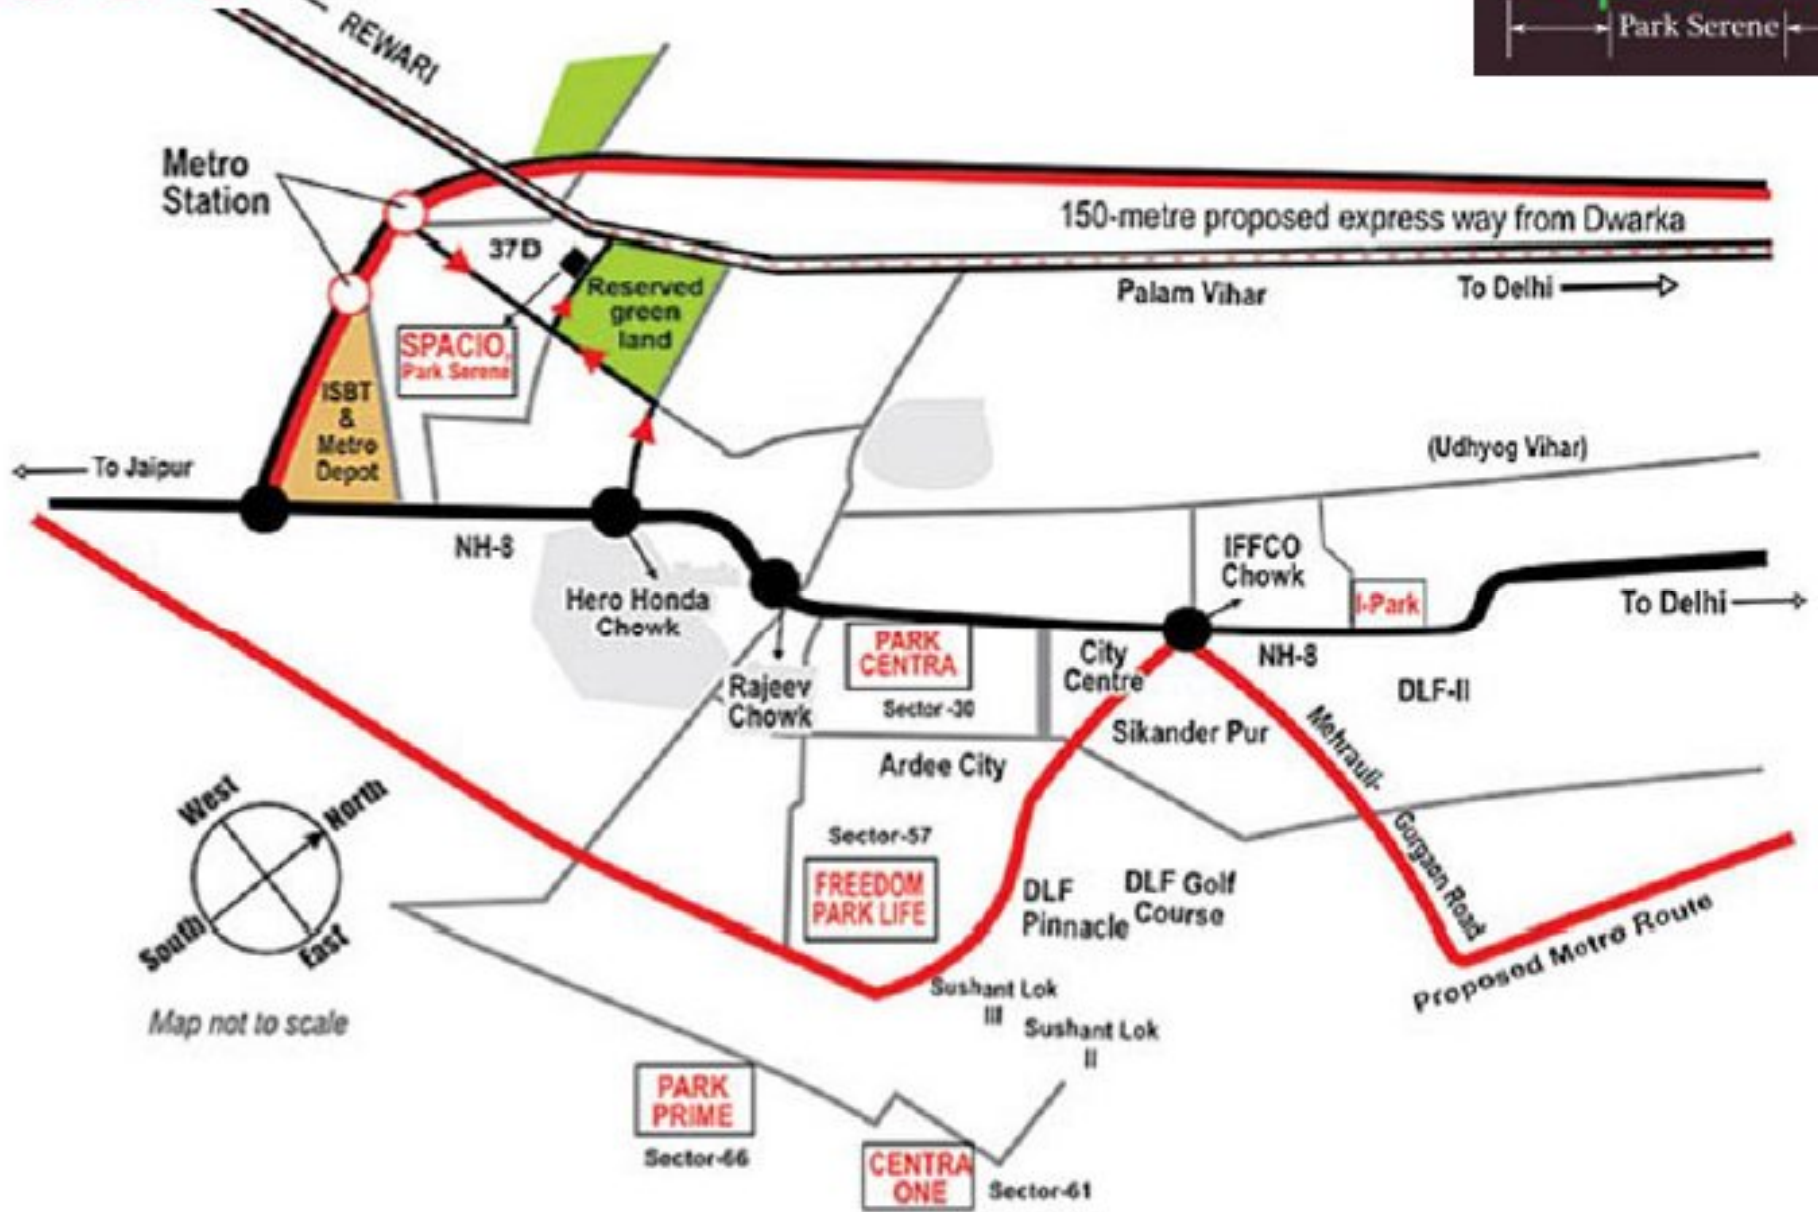 Park Serene
REWARI
Metro
Station
150-metre proposed express way from Dwarka
37D
Reserved
green
land
Palam Vihar
To Delhi
SPACIO,
Park Serene
ISBT
&
Metro
Depot
To Jaipur
(Udhyog Vihar)
NH-8
IFFCO
Chowk
Hero Honda
Chowk
I-Park
To Delhi
PARK
CENTRA
City
Centre
NH-8
DLF-II
Rajeev
Chowk
Sector -30
Sikander Pur
Mehrauli-
Gorgaon Road
Ardee City
West
North
South
East
Sector-57
FREEDOM
PARK LIFE
DLF
Pinnacle
DLF Golf
Course
Proposed Metro Route
Sushant Lok
III
Map not to scale
Sushant Lok
II
PARK
PRIME
Sector-66
CENTRA
ONE
Sector-61